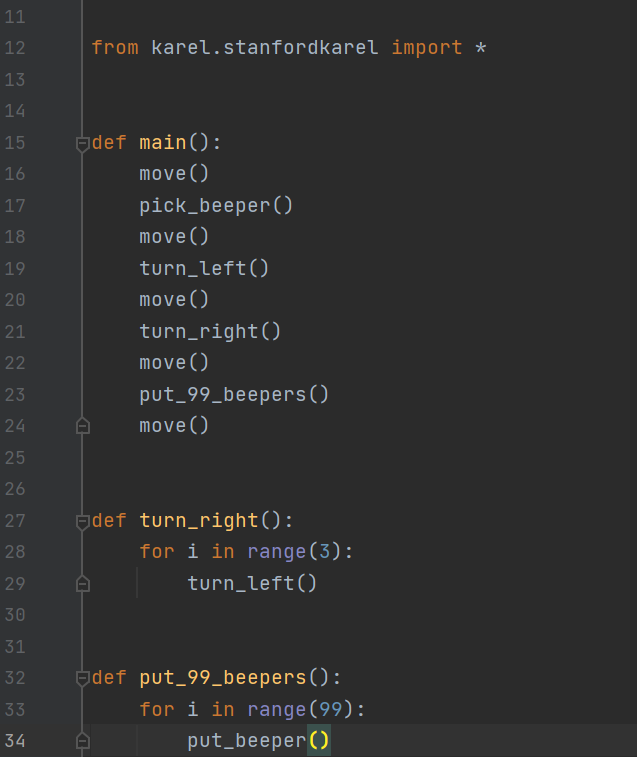 11
12 from karel.stanfordkarel import *
13
14
15 def main():
16     move()
17     pick_beeper()
18     move()
19     turn_left()
20     move()
21     turn_right()
22     move()
23     put_99_beepers()
24     move()
25
26
27 def turn_right():
28     for i in range(3):
29         turn_left()
30
31
32 def put_99_beepers():
33     for i in range(99):
34         put_beeper()